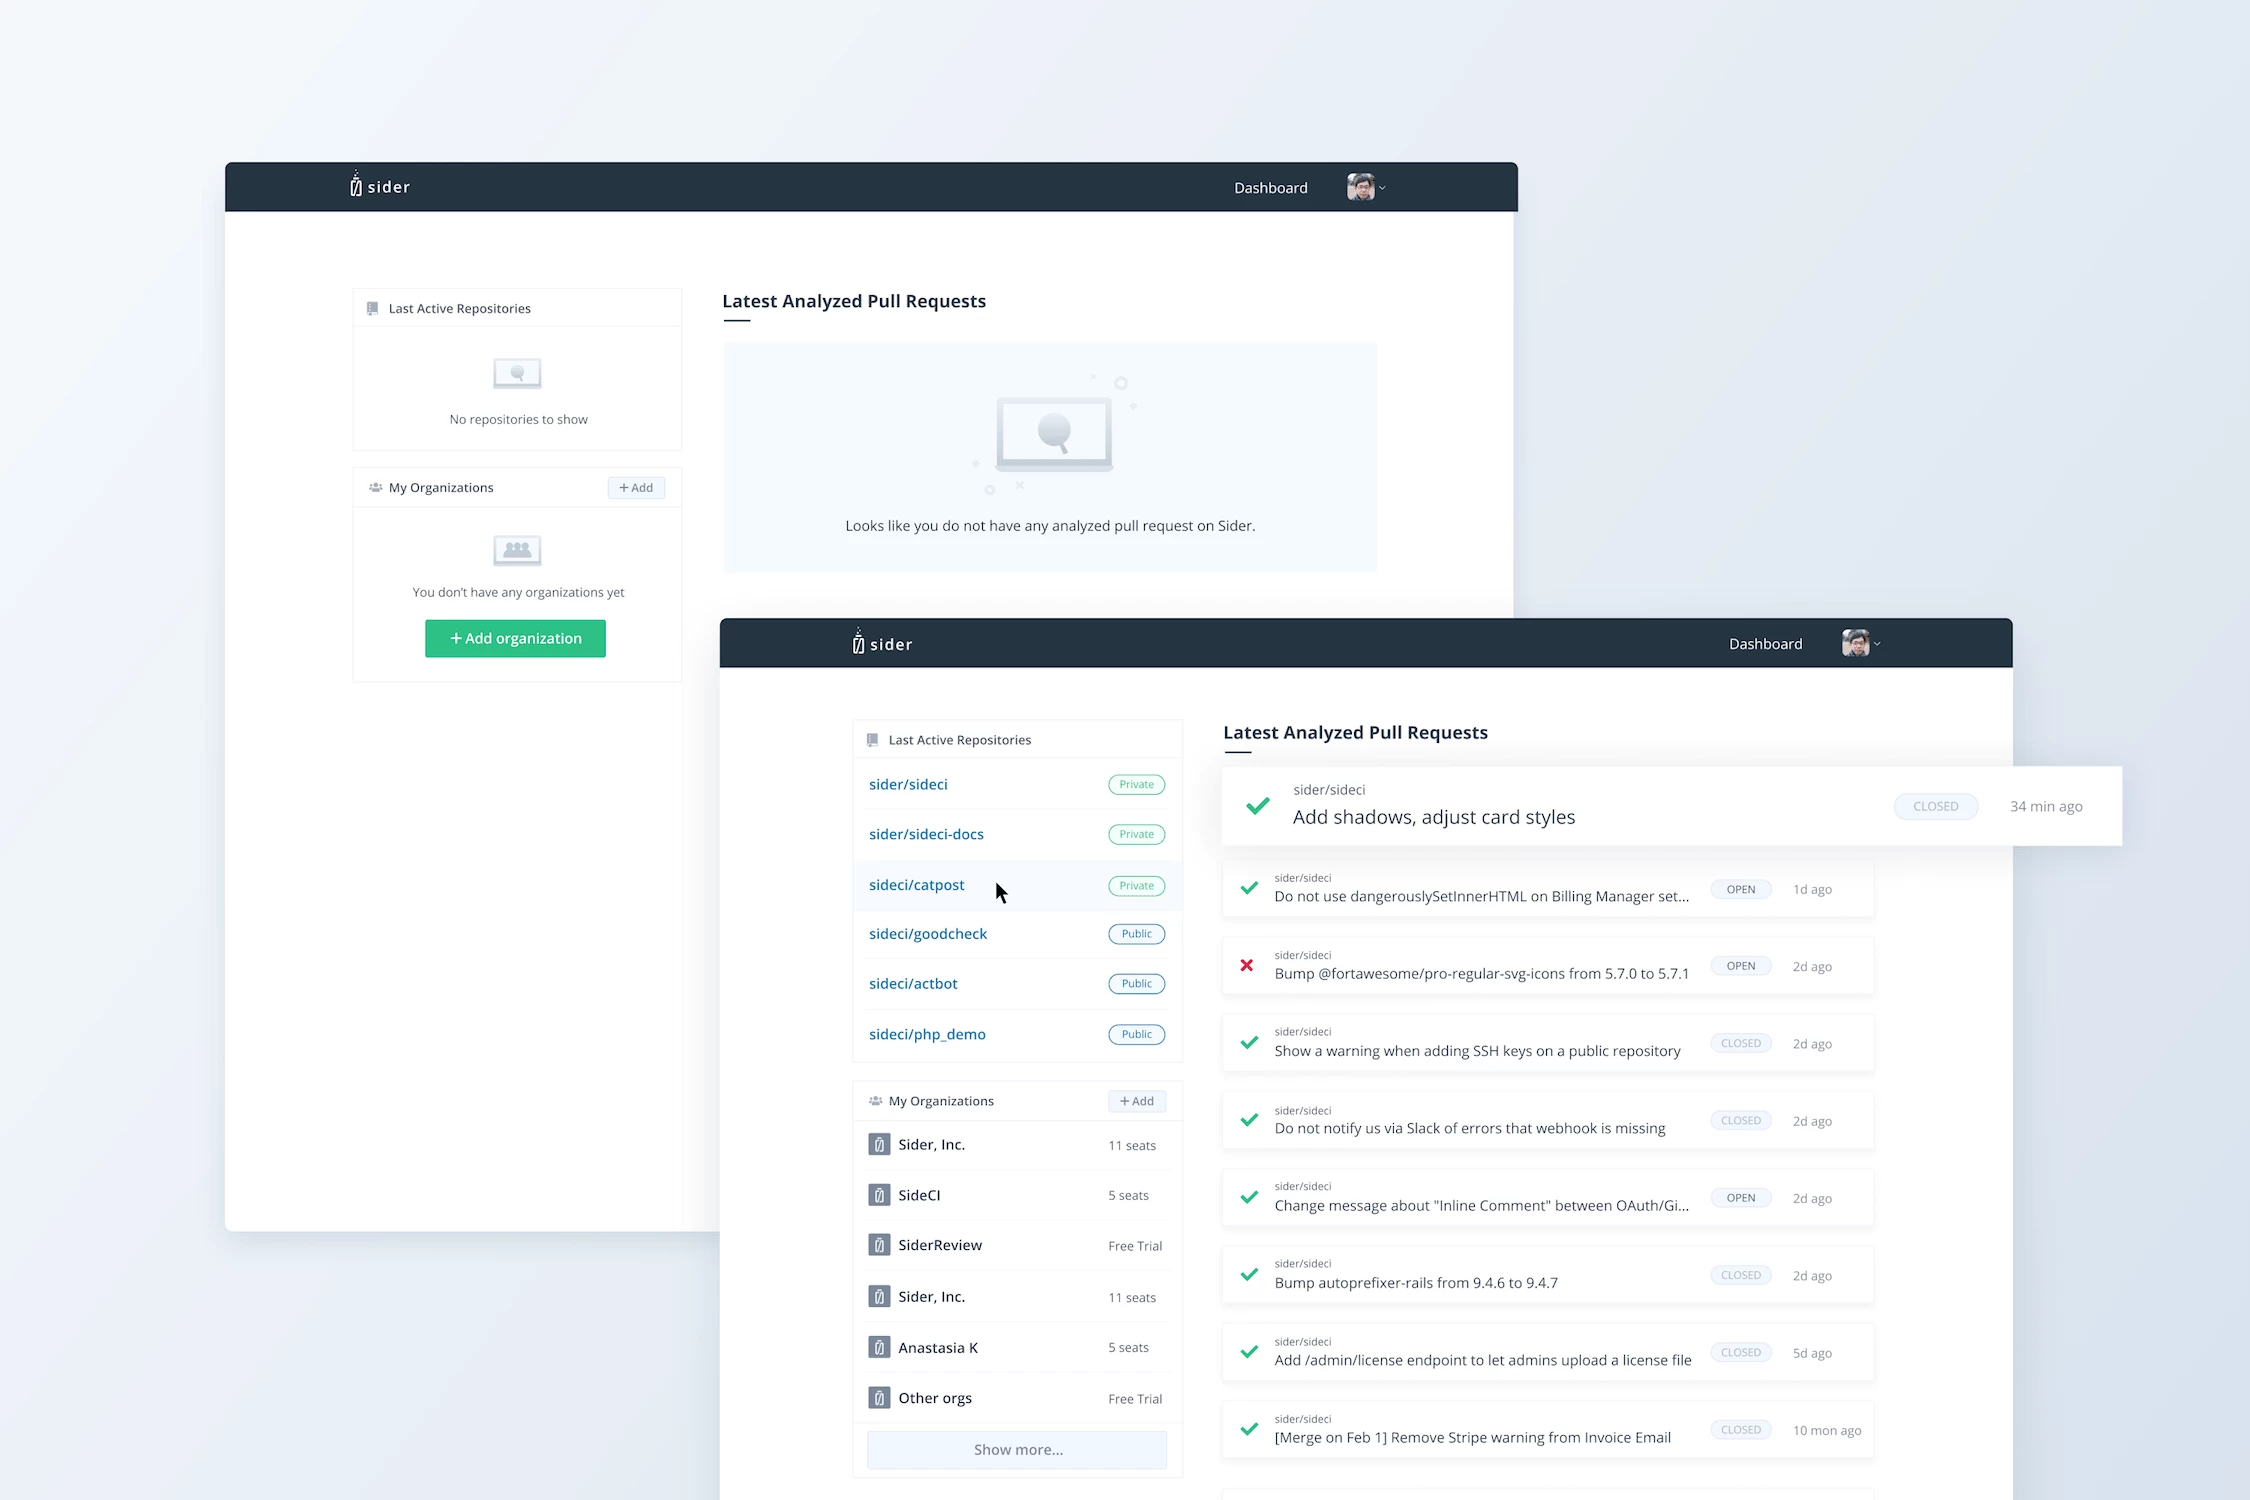 sider
Dashboard
Last Active Repositories
No repositories to show
My Organizations
+ Add
You don't have any organizations yet
+ Add organization
Latest Analyzed Pull Requests
Looks like you do not have any analyzed pull request on Sider.
sider
Dashboard
Last Active Repositories
sider/sideci Private
sider/sideci-docs Private
sideci/catpost Private
sideci/goodcheck Public
sideci/actbot Public
sideci/php_demo Public
My Organizations
+ Add
Sider, Inc. 11 seats
SideCI 5 seats
SiderReview Free Trial
Sider, Inc. 11 seats
Anastasia K 5 seats
Other orgs Free Trial
Show more...
Latest Analyzed Pull Requests
sider/sideci
Add shadows, adjust card styles CLOSED 34 min ago
sider/sideci
Do not use dangerouslySetInnerHTML on Billing Manager set... OPEN 1d ago
sider/sideci
Bump @fortawesome/pro-regular-svg-icons from 5.7.0 to 5.7.1 OPEN 2d ago
sider/sideci
Show a warning when adding SSH keys on a public repository CLOSED 2d ago
sider/sideci
Do not notify us via Slack of errors that webhook is missing CLOSED 2d ago
sider/sideci
Change message about "Inline Comment" between OAuth/Gi... OPEN 2d ago
sider/sideci
Bump autoprefixer-rails from 9.4.6 to 9.4.7 CLOSED 2d ago
sider/sideci
Add /admin/license endpoint to let admins upload a license file CLOSED 5d ago
sider/sideci
[Merge on Feb 1] Remove Stripe warning from Invoice Email CLOSED 10 mon ago